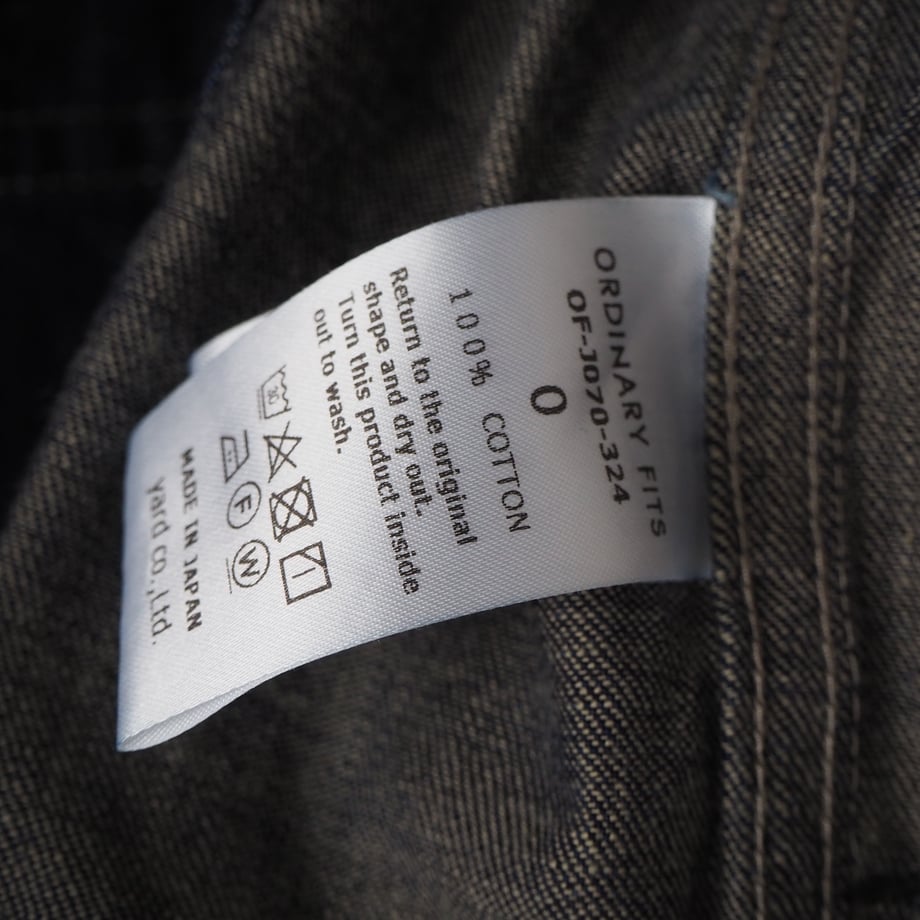 ORDINARY FITS
OF-J070-324
0
100% COTTON
Return to the original
shape and dry out.
Turn this product inside
out to wash.
30
F W
MADE IN JAPAN
yard co.,Ltd.